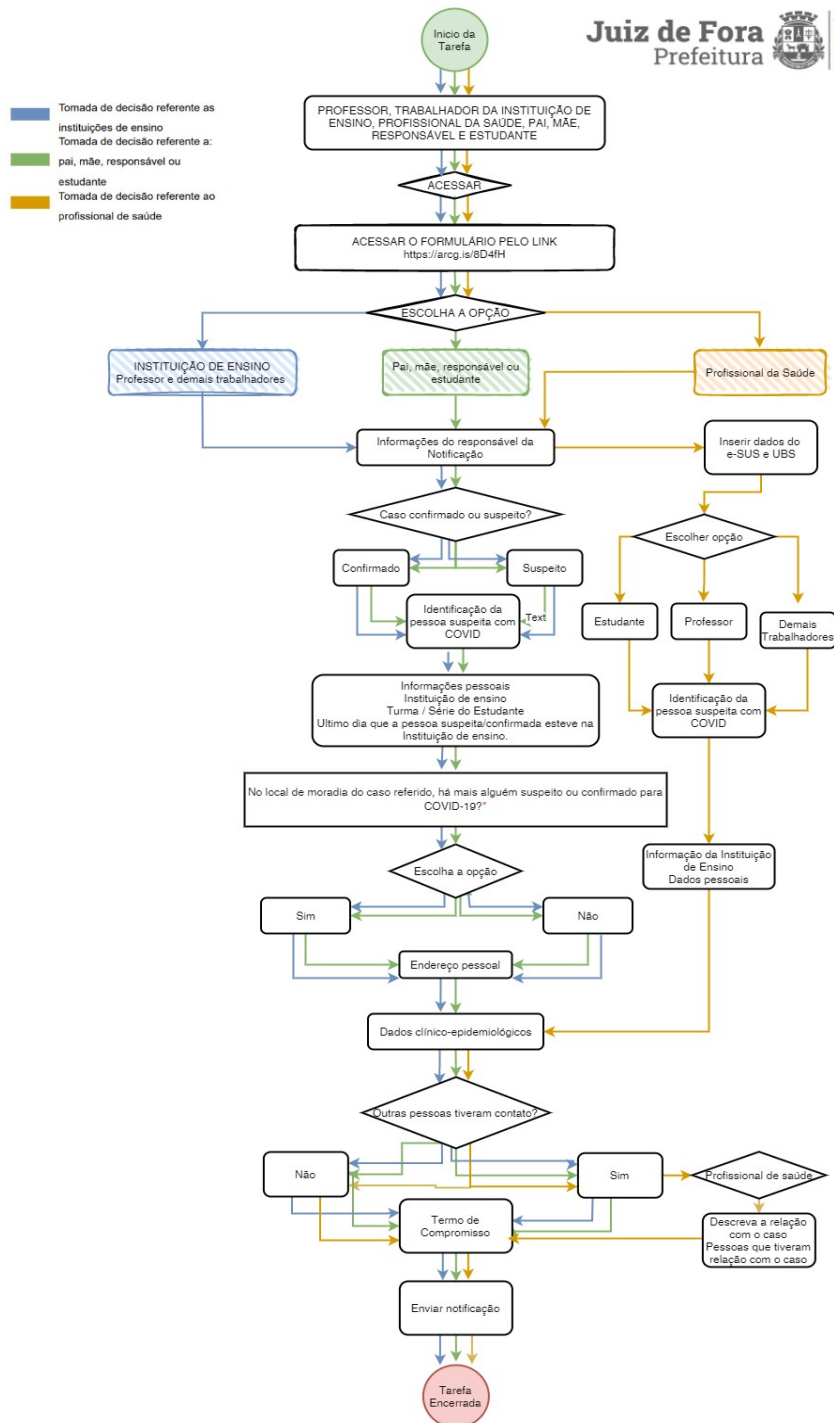 Juiz de Fora
Prefeitura
Inicio da
Tarefa
Tomada de decisão referente as
instituições de ensino
Tomada de decisão referente a:
pai, mãe, responsável ou
estudante
Tomada de decisão referente ao
profissional de saúde
PROFESSOR, TRABALHADOR DA INSTITUIÇÃO DE
ENSINO, PROFISSIONAL DA SAÚDE, PAI, MÃE,
RESPONSÁVEL E ESTUDANTE
ACESSAR
ACESSAR O FORMULÁRIO PELO LINK
https://arcg.is/8D4fH
ESCOLHA A OPÇÃO
INSTITUIÇÃO DE ENSINO
Professor e demais trabalhadores
Pai, mãe, responsável ou
estudante
Profissional da Saúde
Informações do responsável da
Notificação
Inserir dados do
e-SUS e UBS
Caso confirmado ou suspeito?
Escolher opção
Confirmado
Suspeito
Identificação da
pessoa suspeita com
COVID
Text
Estudante
Professor
Demais
Trabalhadores
Identificação da
pessoa suspeita com
COVID
Informações pessoais
Instituição de ensino
Turma / Série do Estudante
Ultimo dia que a pessoa suspeita/confirmada esteve na
Instituição de ensino.
No local de moradia do caso referido, há mais alguém suspeito ou confirmado para
COVID-19?*
Informação da Instituição
de Ensino
Dados pessoais
Escolha a opção
Sim
Não
Endereço pessoal
Dados clínico-epidemiológicos
Outras pessoas tiveram contato?
Não
Sim
Profissional de saúde
Termo de
Compromisso
Descreva a relação
com o caso
Pessoas que tiveram
relação com o caso
Enviar notificação
Tarefa
Encerrada